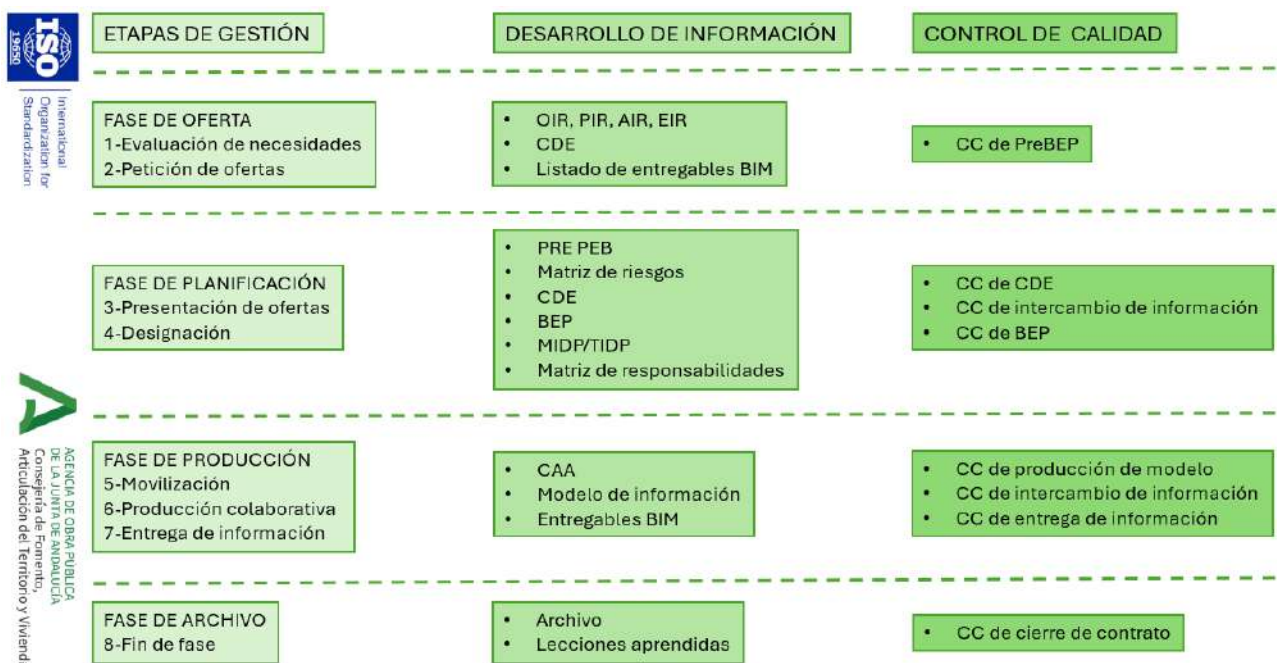 ISO
19650
International
Organization for
Standardization
ETAPAS DE GESTIÓN
DESARROLLO DE INFORMACIÓN
CONTROL DE CALIDAD
FASE DE OFERTA
1-Evaluación de necesidades
2-Petición de ofertas
• OIR, PIR, AIR, EIR
• CDE
• Listado de entregables BIM
• CC de PreBEP
FASE DE PLANIFICACIÓN
3-Presentación de ofertas
4-Designación
• PRE PEB
• Matriz de riesgos
• CDE
• BEP
• MIDP/TIDP
• Matriz de responsabilidades
• CC de CDE
• CC de intercambio de información
• CC de BEP
FASE DE PRODUCCIÓN
5-Movilización
6-Producción colaborativa
7-Entrega de información
• CAA
• Modelo de información
• Entregables BIM
• CC de producción de modelo
• CC de intercambio de información
• CC de entrega de información
FASE DE ARCHIVO
8-Fin de fase
• Archivo
• Lecciones aprendidas
• CC de cierre de contrato
AGENCIA DE OBRA PÚBLICA
DE LA JUNTA DE ANDALUCÍA
Consejería de Fomento,
Articulación del Territorio y Viviend